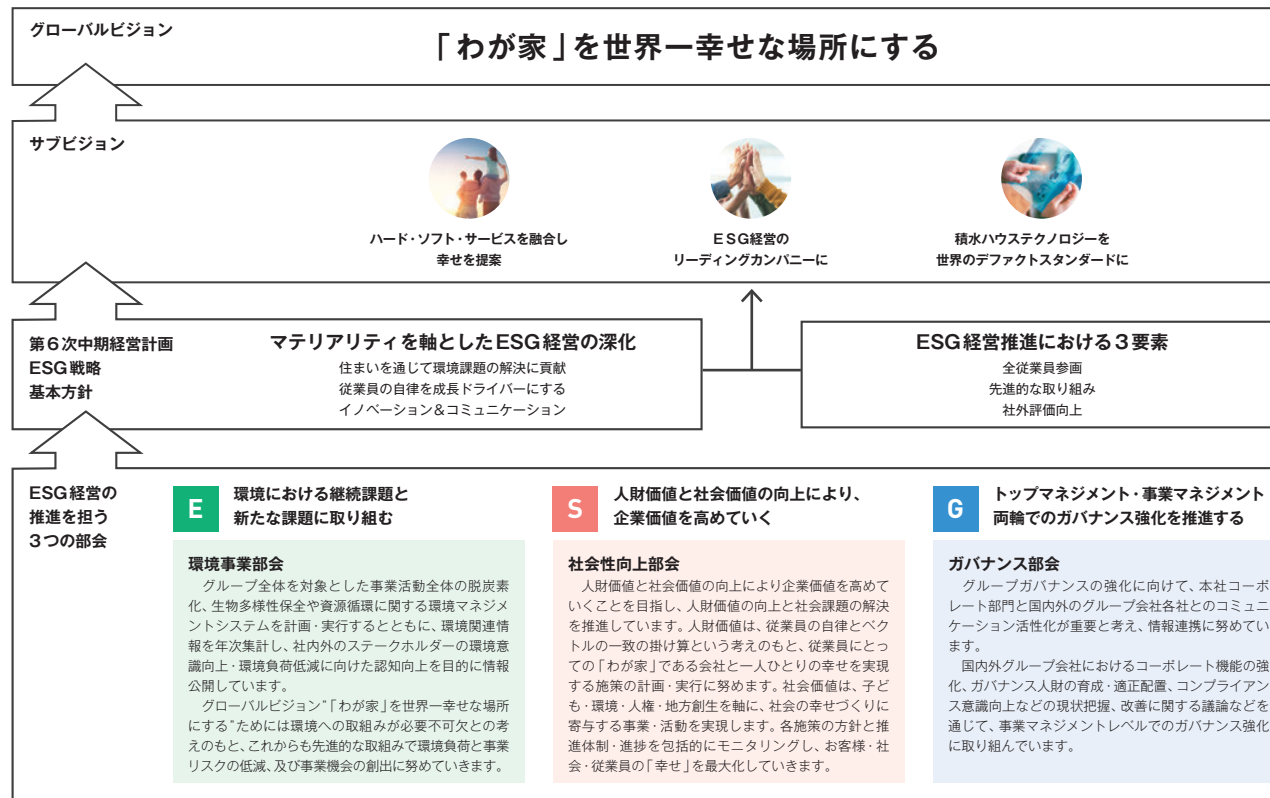 グローバルビジョン
「わが家」を世界一幸せな場所にする
サブビジョン
ハード・ソフト・サービスを融合し
幸せを提案
ESG経営の
リーディングカンパニーに
積水ハウステクノロジーを
世界のデファクトスタンダードに
第6次中期経営計画
ESG戦略
基本方針
マテリアリティを軸としたESG経営の深化
住まいを通じて環境課題の解決に貢献
従業員の自律を成長ドライバーにする
イノベーション&コミュニケーション
ESG経営推進における3要素
全従業員参画
先進的な取り組み
社外評価向上
ESG経営の
推進を担う
3つの部会
E
環境における継続課題と
新たな課題に取り組む
環境事業部会
グループ全体を対象とした事業活動全体の脱炭素
化、生物多様性保全や資源循環に関する環境マネジメ
ントシステムを計画・実行するとともに、環境関連情
報を年次集計し、社内外のステークホルダーの環境意
識向上・環境負荷低減に向けた認知向上を目的に情報
公開しています。
グローバルビジョン"「わが家」を世界一幸せな場所
にする"ためには環境への取組みが必要不可欠との考
えのもと、これからも先進的な取組みで環境負荷と事業
リスクの低減、及び事業機会の創出に努めていきます。
S
人財価値と社会価値の向上により、
企業価値を高めていく
社会性向上部会
人財価値と社会価値の向上により企業価値を高めて
いくことを目指し、人財価値の向上と社会課題の解決
を推進しています。人財価値は、従業員の自律とベク
トルの一致の掛け算という考えのもと、従業員にとっ
ての「わが家」である会社と一人ひとりの幸せを実現
する施策の計画・実行に努めます。社会価値は、子ど
も・環境・人権・地方創生を軸に、社会の幸せづくりに
寄与する事業・活動を実現します。各施策の方針と推
進体制・進捗を包括的にモニタリングし、お客様・社
会・従業員の「幸せ」を最大化していきます。
G
トップマネジメント・事業マネジメント
両輪でのガバナンス強化を推進する
ガバナンス部会
グループガバナンスの強化に向けて、本社コーポ
レート部門と国内外のグループ会社各社とのコミュニ
ケーション活性化が重要と考え、情報連携に努めてい
ます。
国内外グループ会社におけるコーポレート機能の強
化、ガバナンス人財の育成・適正配置、コンプライアン
ス意識向上などの現状把握、改善に関する議論などを
通じて、事業マネジメントレベルでのガバナンス強化
に取り組んでいます。